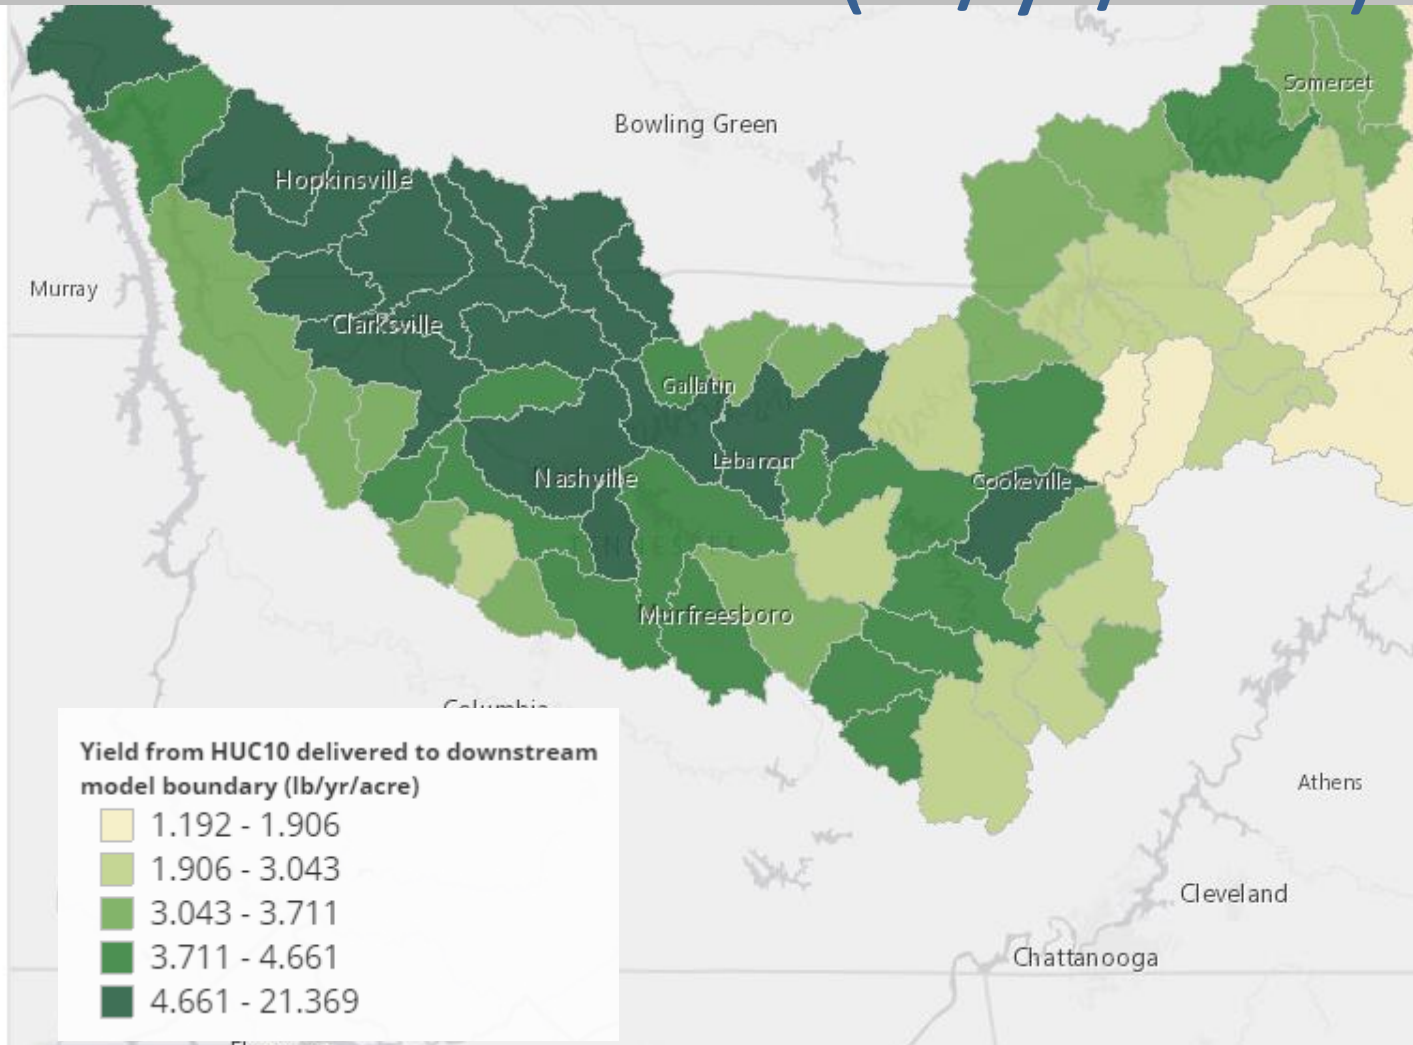 Somerset
Bowling Green
Hopkinsville
Murray
Clarksville
Gallatin
Lebanon
Nashville
Cookeville
TENNESSEE
Murfreesboro
Columbia
Yield from HUC10 delivered to downstream
model boundary (lb/yr/acre)
1.192 - 1.906
1.906 - 3.043
3.043 - 3.711
3.711 - 4.661
4.661 - 21.369
Athens
Cleveland
Chattanooga